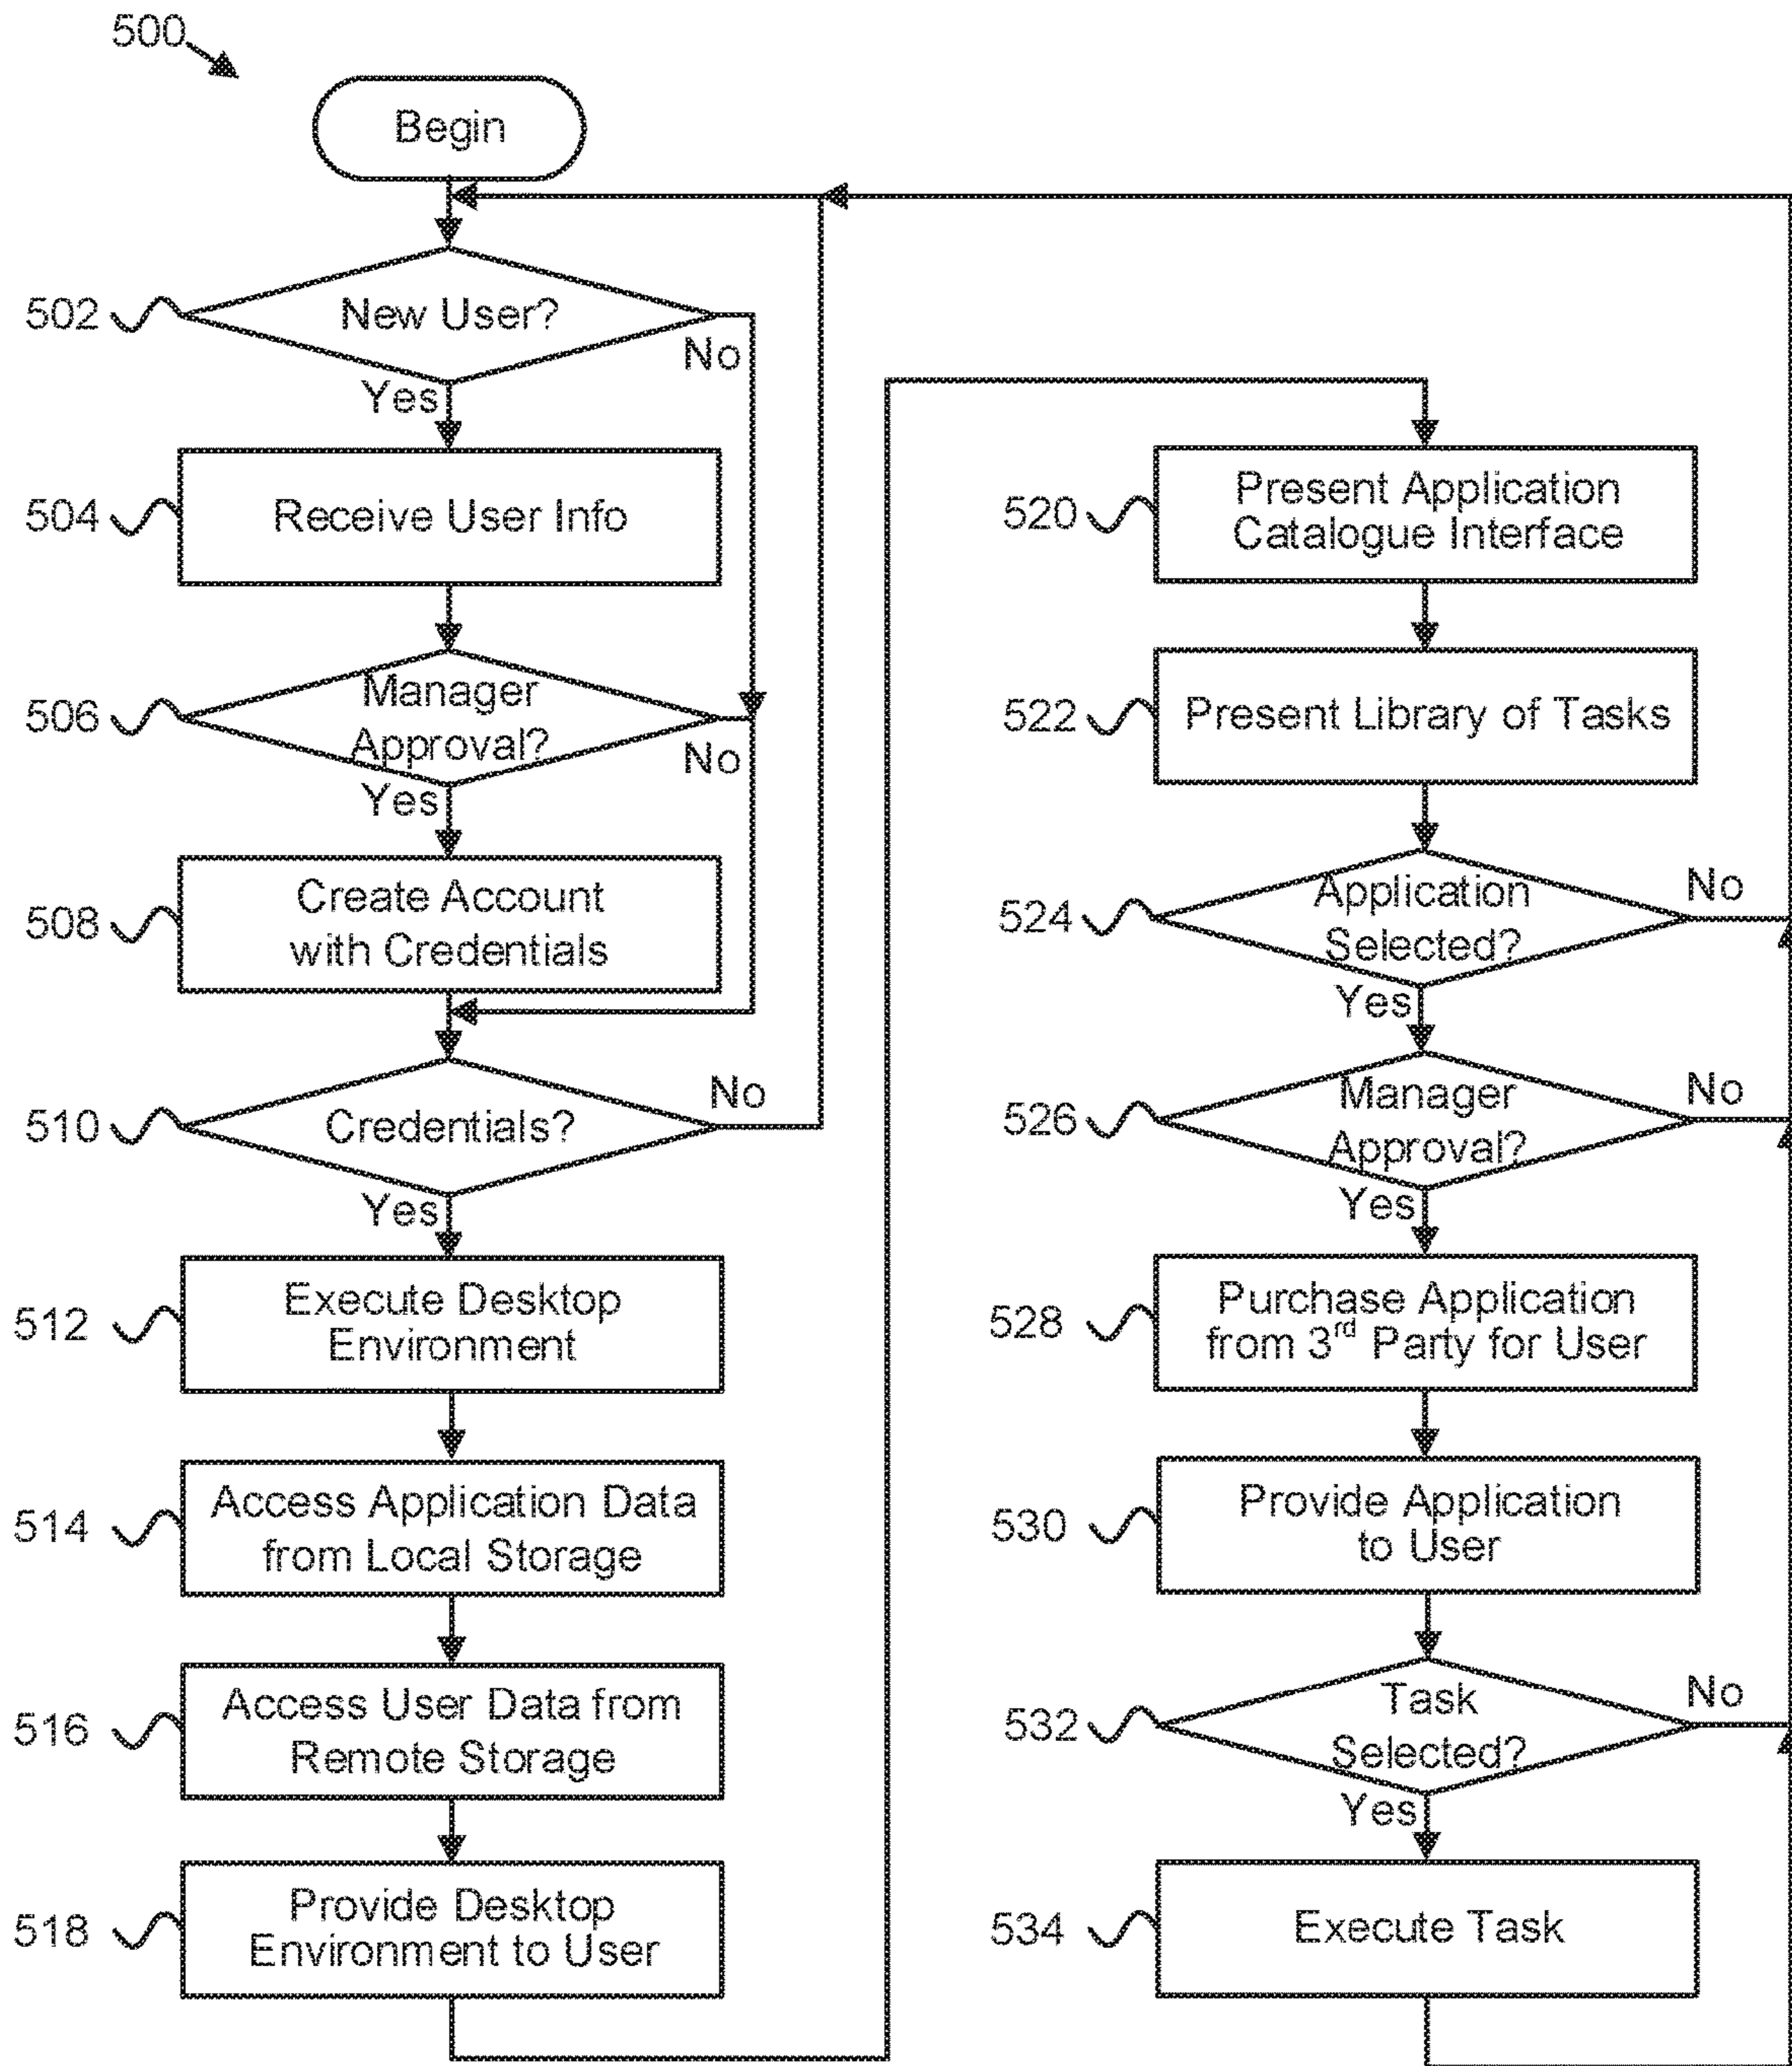 500
Begin
502
New User?
No
Yes
504
Receive User Info
506
Manager
Approval?
No
Yes
508
Create Account
with Credentials
510
Credentials?
No
Yes
512
Execute Desktop
Environment
514
Access Application Data
from Local Storage
516
Access User Data from
Remote Storage
518
Provide Desktop
Environment to User
520
Present Application
Catalogue Interface
522
Present Library of Tasks
524
Application
Selected?
No
Yes
526
Manager
Approval?
No
Yes
528
Purchase Application
from 3rd Party for User
530
Provide Application
to User
532
Task
Selected?
No
Yes
534
Execute Task